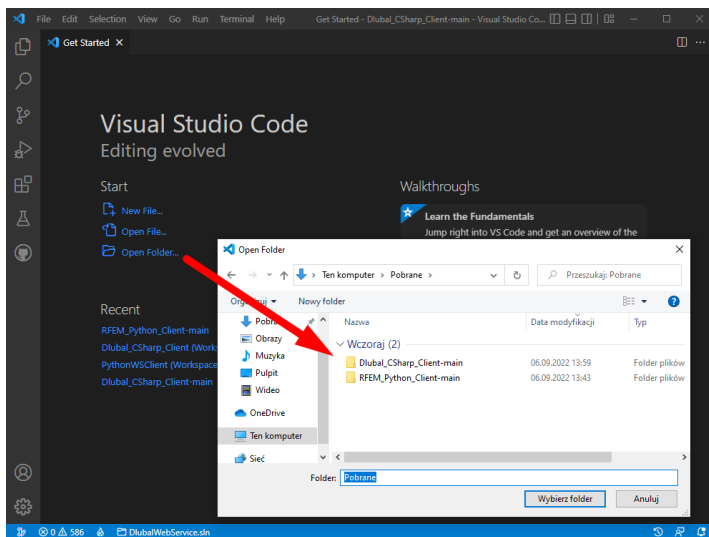 File Edit Selection View Go Run Terminal Help Get Started - Dlubal_CSharp_Client-main - Visual Studio Co...
Get Started
Visual Studio Code
Editing evolved
Start
New File...
Open File...
Open Folder...
Recent
RFEM_Python_Client-main
Dlubal_CSharp_Client (Works
PythonWSClient (Workspace
Dlubal_CSharp_Client-main
Walkthroughs
Learn the Fundamentals
Jump right into VS Code and get an overview of the
Open Folder
Ten komputer > Pobrane >
Przeszukaj: Pobrane
Nowy folder
Nazwa Data modyfikacji Typ
Obrazy
Muzyka
Pulpit
Wideo
OneDrive
Ten komputer
Sieć
Wczoraj (2)
Dlubal_CSharp_Client-main 06.09.2022 13:59 Folder plików
RFEM_Python_Client-main 06.09.2022 13:43 Folder plików
Folder: Pobrane
Wybierz folder Anuluj
0 586 DlubalWebService.sln